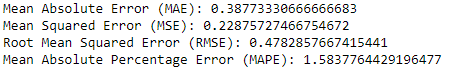 Mean Absolute Error (MAE): 0.38773330666666683
Mean Squared Error (MSE): 0.22875727466754672
Root Mean Squared Error (RMSE): 0.4782857667415441
Mean Absolute Percentage Error (MAPE): 1.5837764429196477